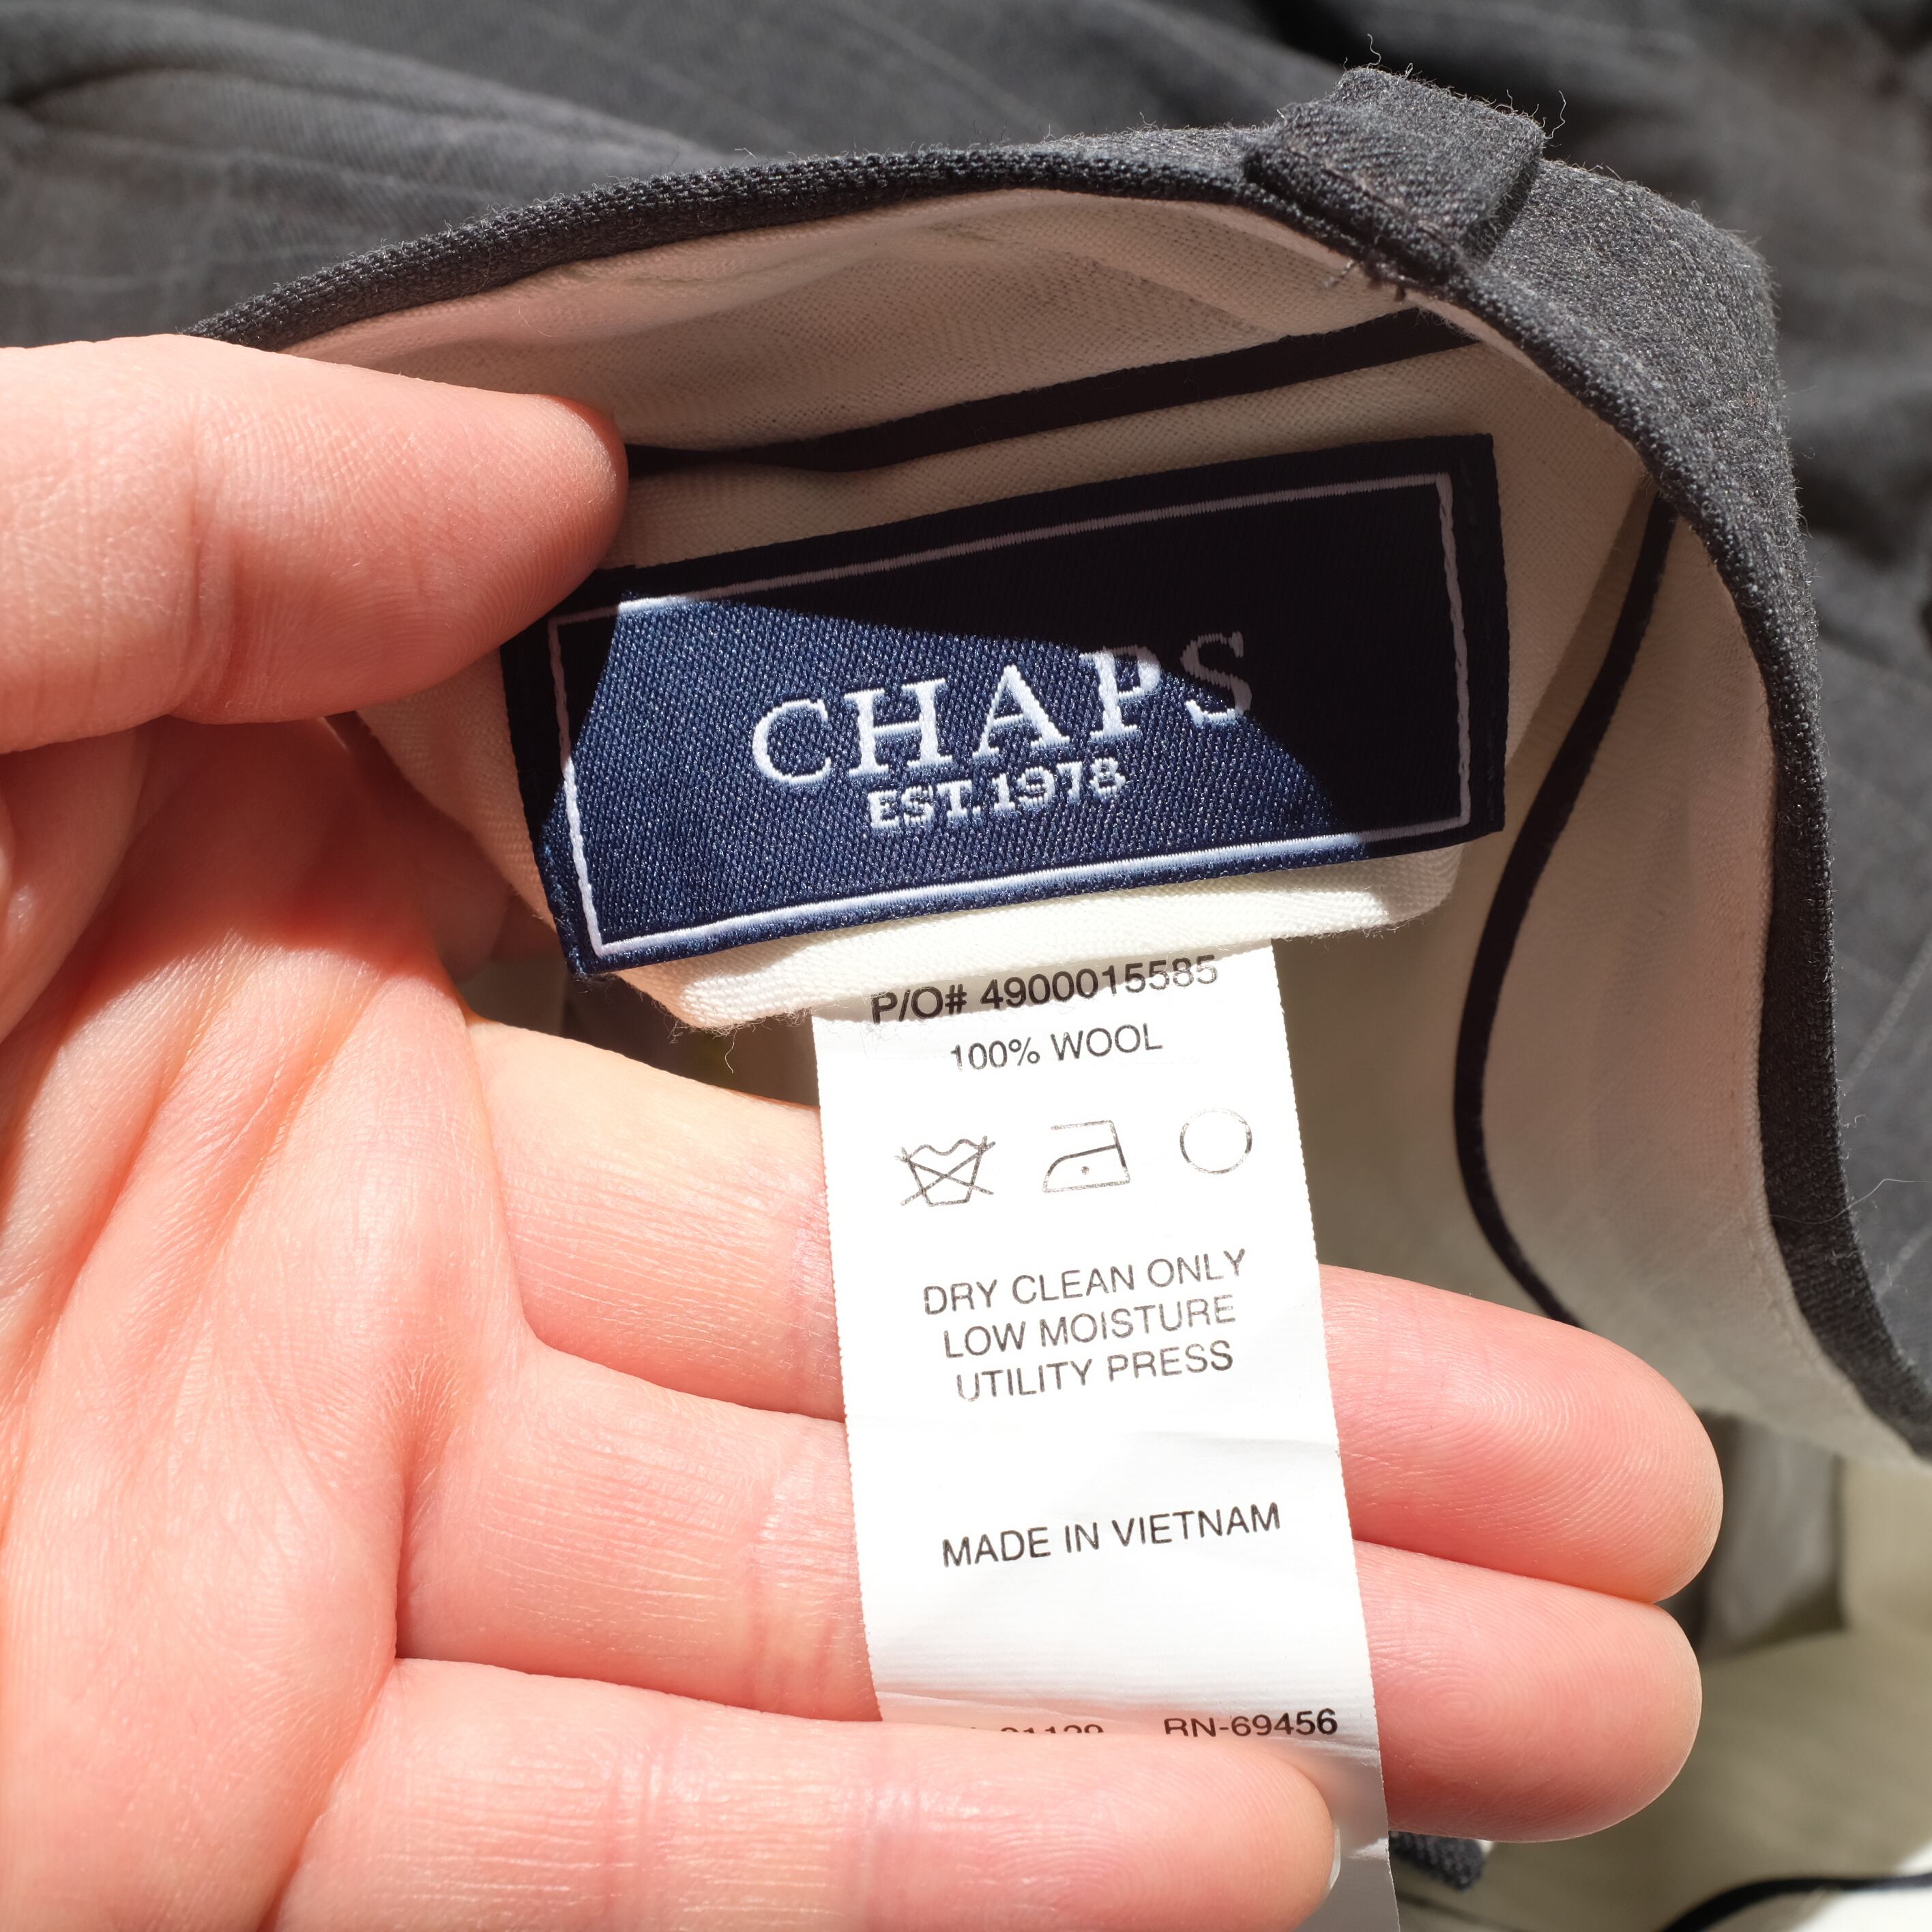 CHAPS
EST.1978
P/O# 4900015585
100% WOOL
DRY CLEAN ONLY
LOW MOISTURE
UTILITY PRESS
MADE IN VIETNAM
RN-69456